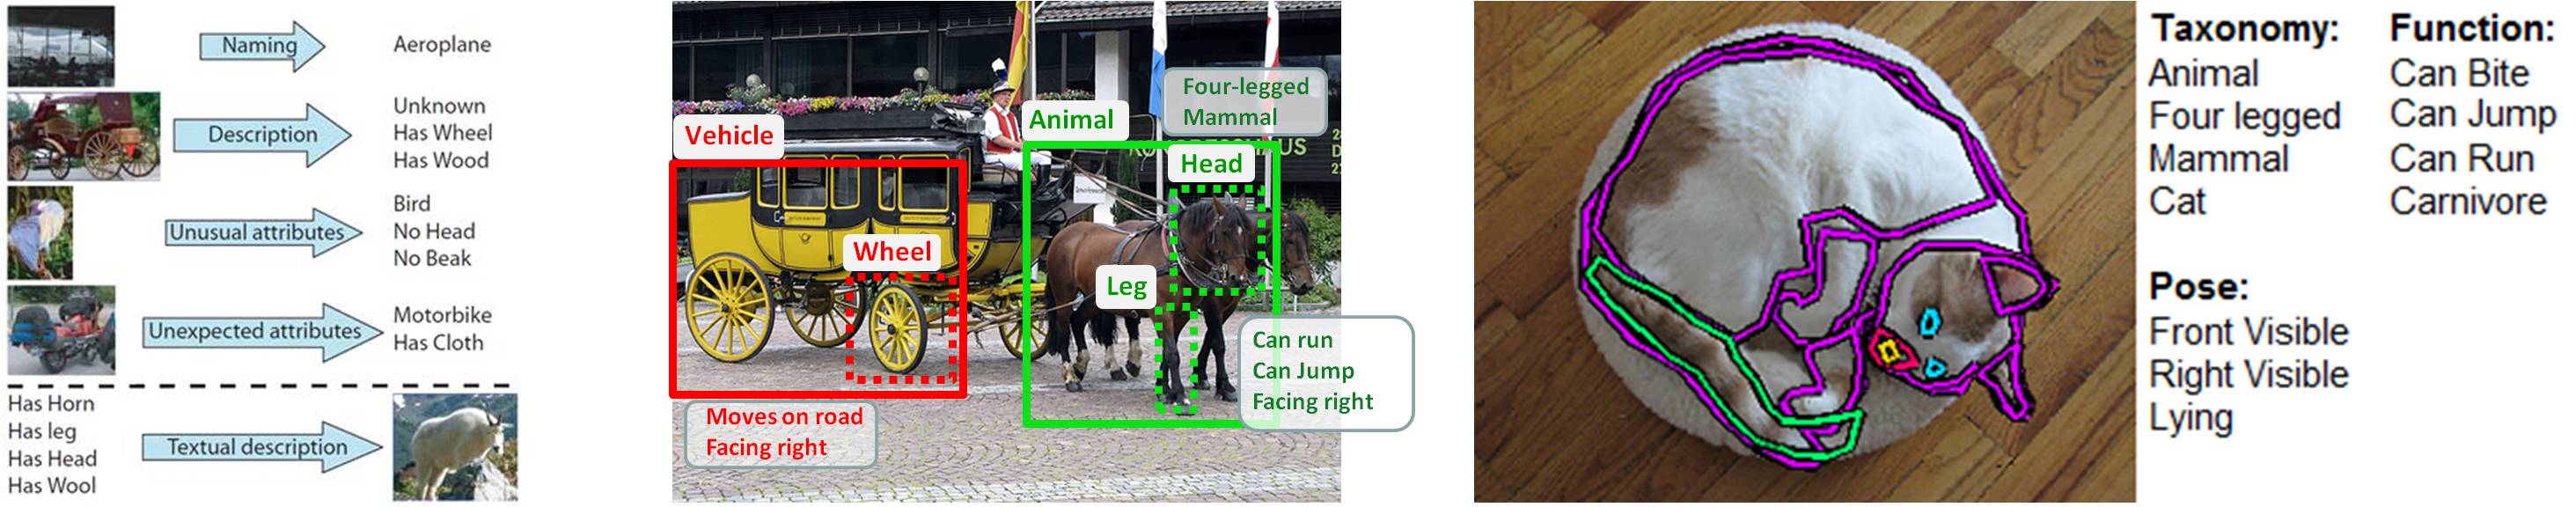 Naming
Aeroplane
Description
Unknown
Has Wheel
Has Wood
Unusual attributes
Bird
No Head
No Beak
Unexpected attributes
Motorbike
Has Cloth
Has Horn
Has leg
Has Head
Has Wool
Textual description
Vehicle
Wheel
Moves on road
Facing right
Animal
Four-legged
Mammal
Head
Leg
Can run
Can Jump
Facing right
Taxonomy:
Animal
Four legged
Mammal
Cat
Function:
Can Bite
Can Jump
Can Run
Carnivore
Pose:
Front Visible
Right Visible
Lying